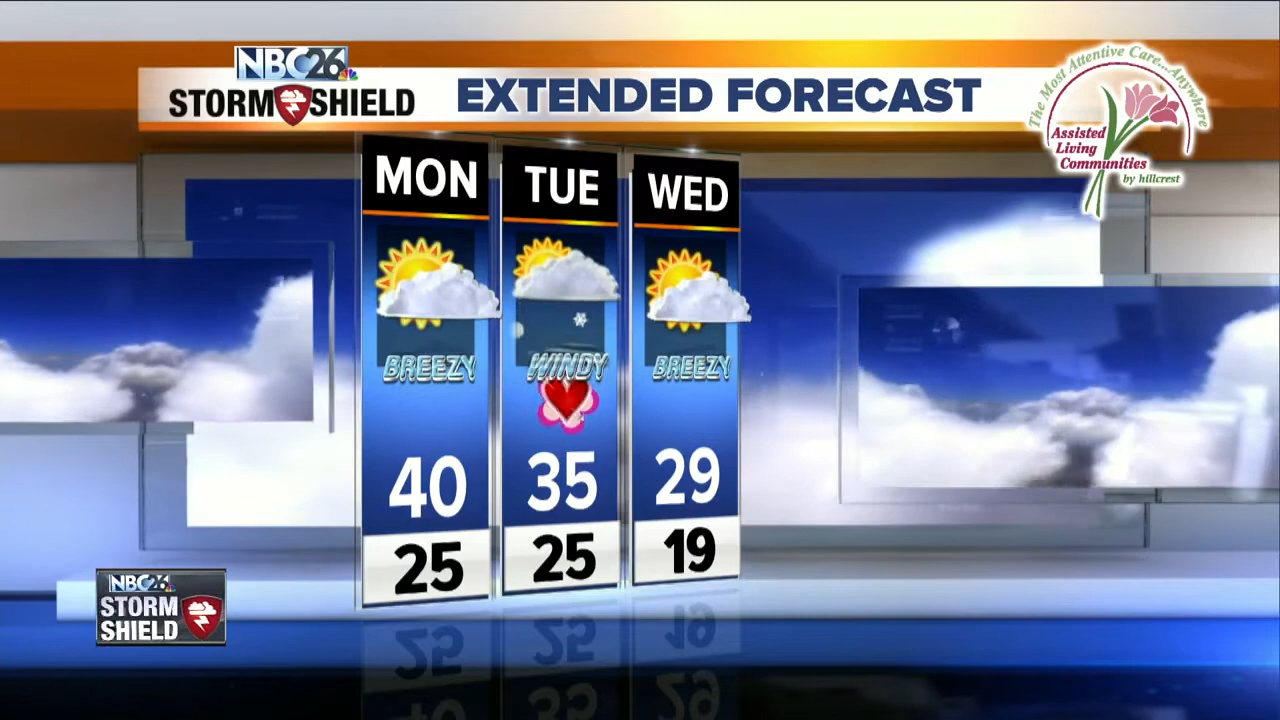 NBC26
STORM SHIELD
EXTENDED FORECAST
The Most Attentive Care...Anywhere
Assisted
Living
Communities
by hillcrest
MON
TUE
WED
BREEZY
WINDY
BREEZY
40
35
29
25
25
19
NBC26
STORM
SHIELD